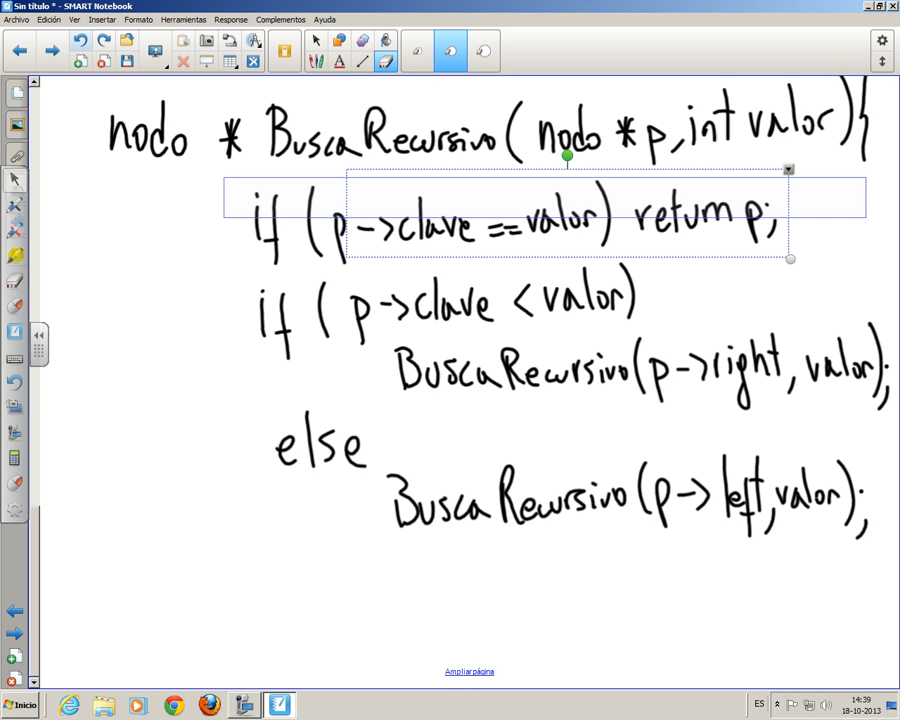 Sin título * - SMART Notebook
Archivo Edición Ver Insertar Formato Herramientas Response Complementos Ayuda
nodo * BuscaRecursivo( nodo *p, int valor){
if (p->clave ==valor) return p;
if ( p->clave < valor)
BuscaRecursivo(p->right, valor);
else
BuscaRecursivo(p-> left, valor);
Ampliar página
Inicio
ES
14:39
18-10-2013